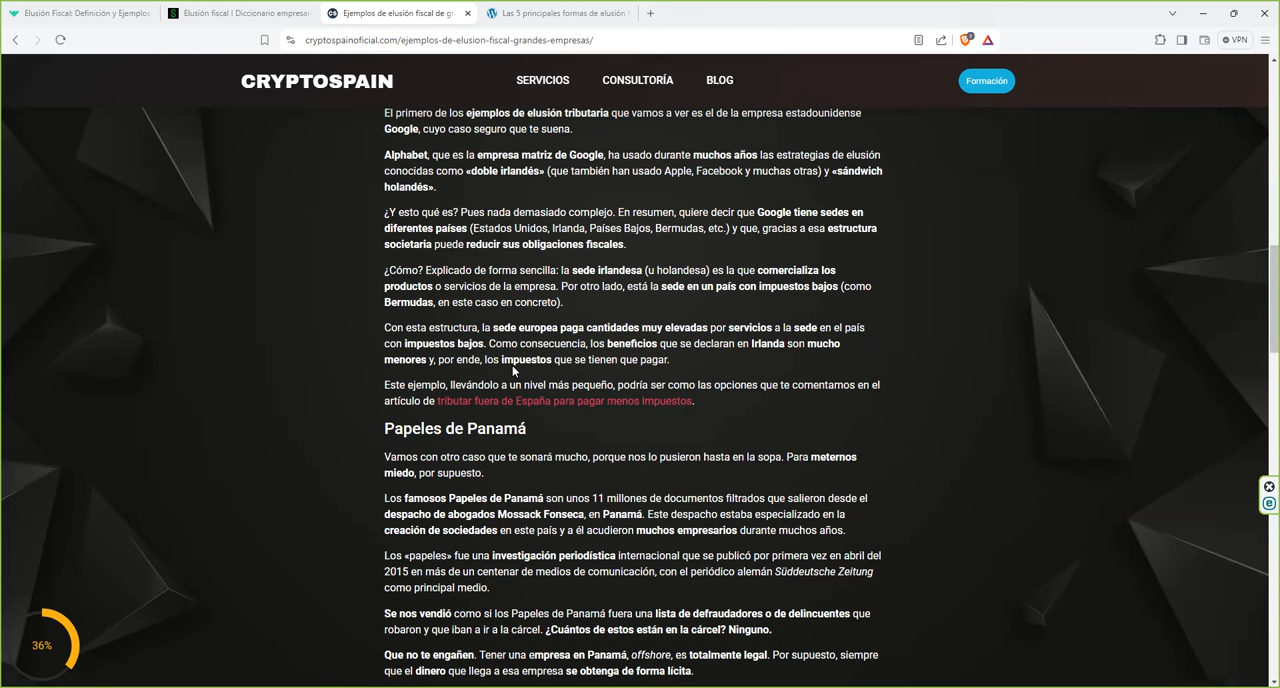 Elusión Fiscal: Definición y Ejemplos
Elusión fiscal I Diccionario empresari
Ejemplos de elusión fiscal de gr
Las 5 principales formas de elusión f
cryptospainoficial.com/ejemplos-de-elusion-fiscal-grandes-empresas/
VPN
CRYPTOSPAIN
SERVICIOS
CONSULTORÍA
BLOG
Formación
El primero de los ejemplos de elusión tributaria que vamos a ver es el de la empresa estadounidense
Google, cuyo caso seguro que te suena.
Alphabet, que es la empresa matriz de Google, ha usado durante muchos años las estrategias de elusión
conocidas como «doble irlandés» (que también han usado Apple, Facebook y muchas otras) y «sándwich
holandés».
¿Y esto qué es? Pues nada demasiado complejo. En resumen, quiere decir que Google tiene sedes en
diferentes países (Estados Unidos, Irlanda, Países Bajos, Bermudas, etc.) y que, gracias a esa estructura
societaria puede reducir sus obligaciones fiscales.
¿Cómo? Explicado de forma sencilla: la sede irlandesa (u holandesa) es la que comercializa los
productos o servicios de la empresa. Por otro lado, está la sede en un país con impuestos bajos (como
Bermudas, en este caso en concreto).
Con esta estructura, la sede europea paga cantidades muy elevadas por servicios a la sede en el país
con impuestos bajos. Como consecuencia, los beneficios que se declaran en Irlanda son mucho
menores y, por ende, los impuestos que se tienen que pagar.
Este ejemplo, llevándolo a un nivel más pequeño, podría ser como las opciones que te comentamos en el
artículo de tributar fuera de España para pagar menos impuestos.
Papeles de Panamá
Vamos con otro caso que te sonará mucho, porque nos lo pusieron hasta en la sopa. Para meternos
miedo, por supuesto.
Los famosos Papeles de Panamá son unos 11 millones de documentos filtrados que salieron desde el
despacho de abogados Mossack Fonseca, en Panamá. Este despacho estaba especializado en la
creación de sociedades en este país y a él acudieron muchos empresarios durante muchos años.
Los «papeles» fue una investigación periodística internacional que se publicó por primera vez en abril del
2015 en más de un centenar de medios de comunicación, con el periódico alemán Süddeutsche Zeitung
como principal medio.
Se nos vendió como si los Papeles de Panamá fuera una lista de defraudadores o de delincuentes que
robaron y que iban a ir a la cárcel. ¿Cuántos de estos están en la cárcel? Ninguno.
Que no te engañen. Tener una empresa en Panamá, offshore, es totalmente legal. Por supuesto, siempre
que el dinero que llega a esa empresa se obtenga de forma lícita.
36%